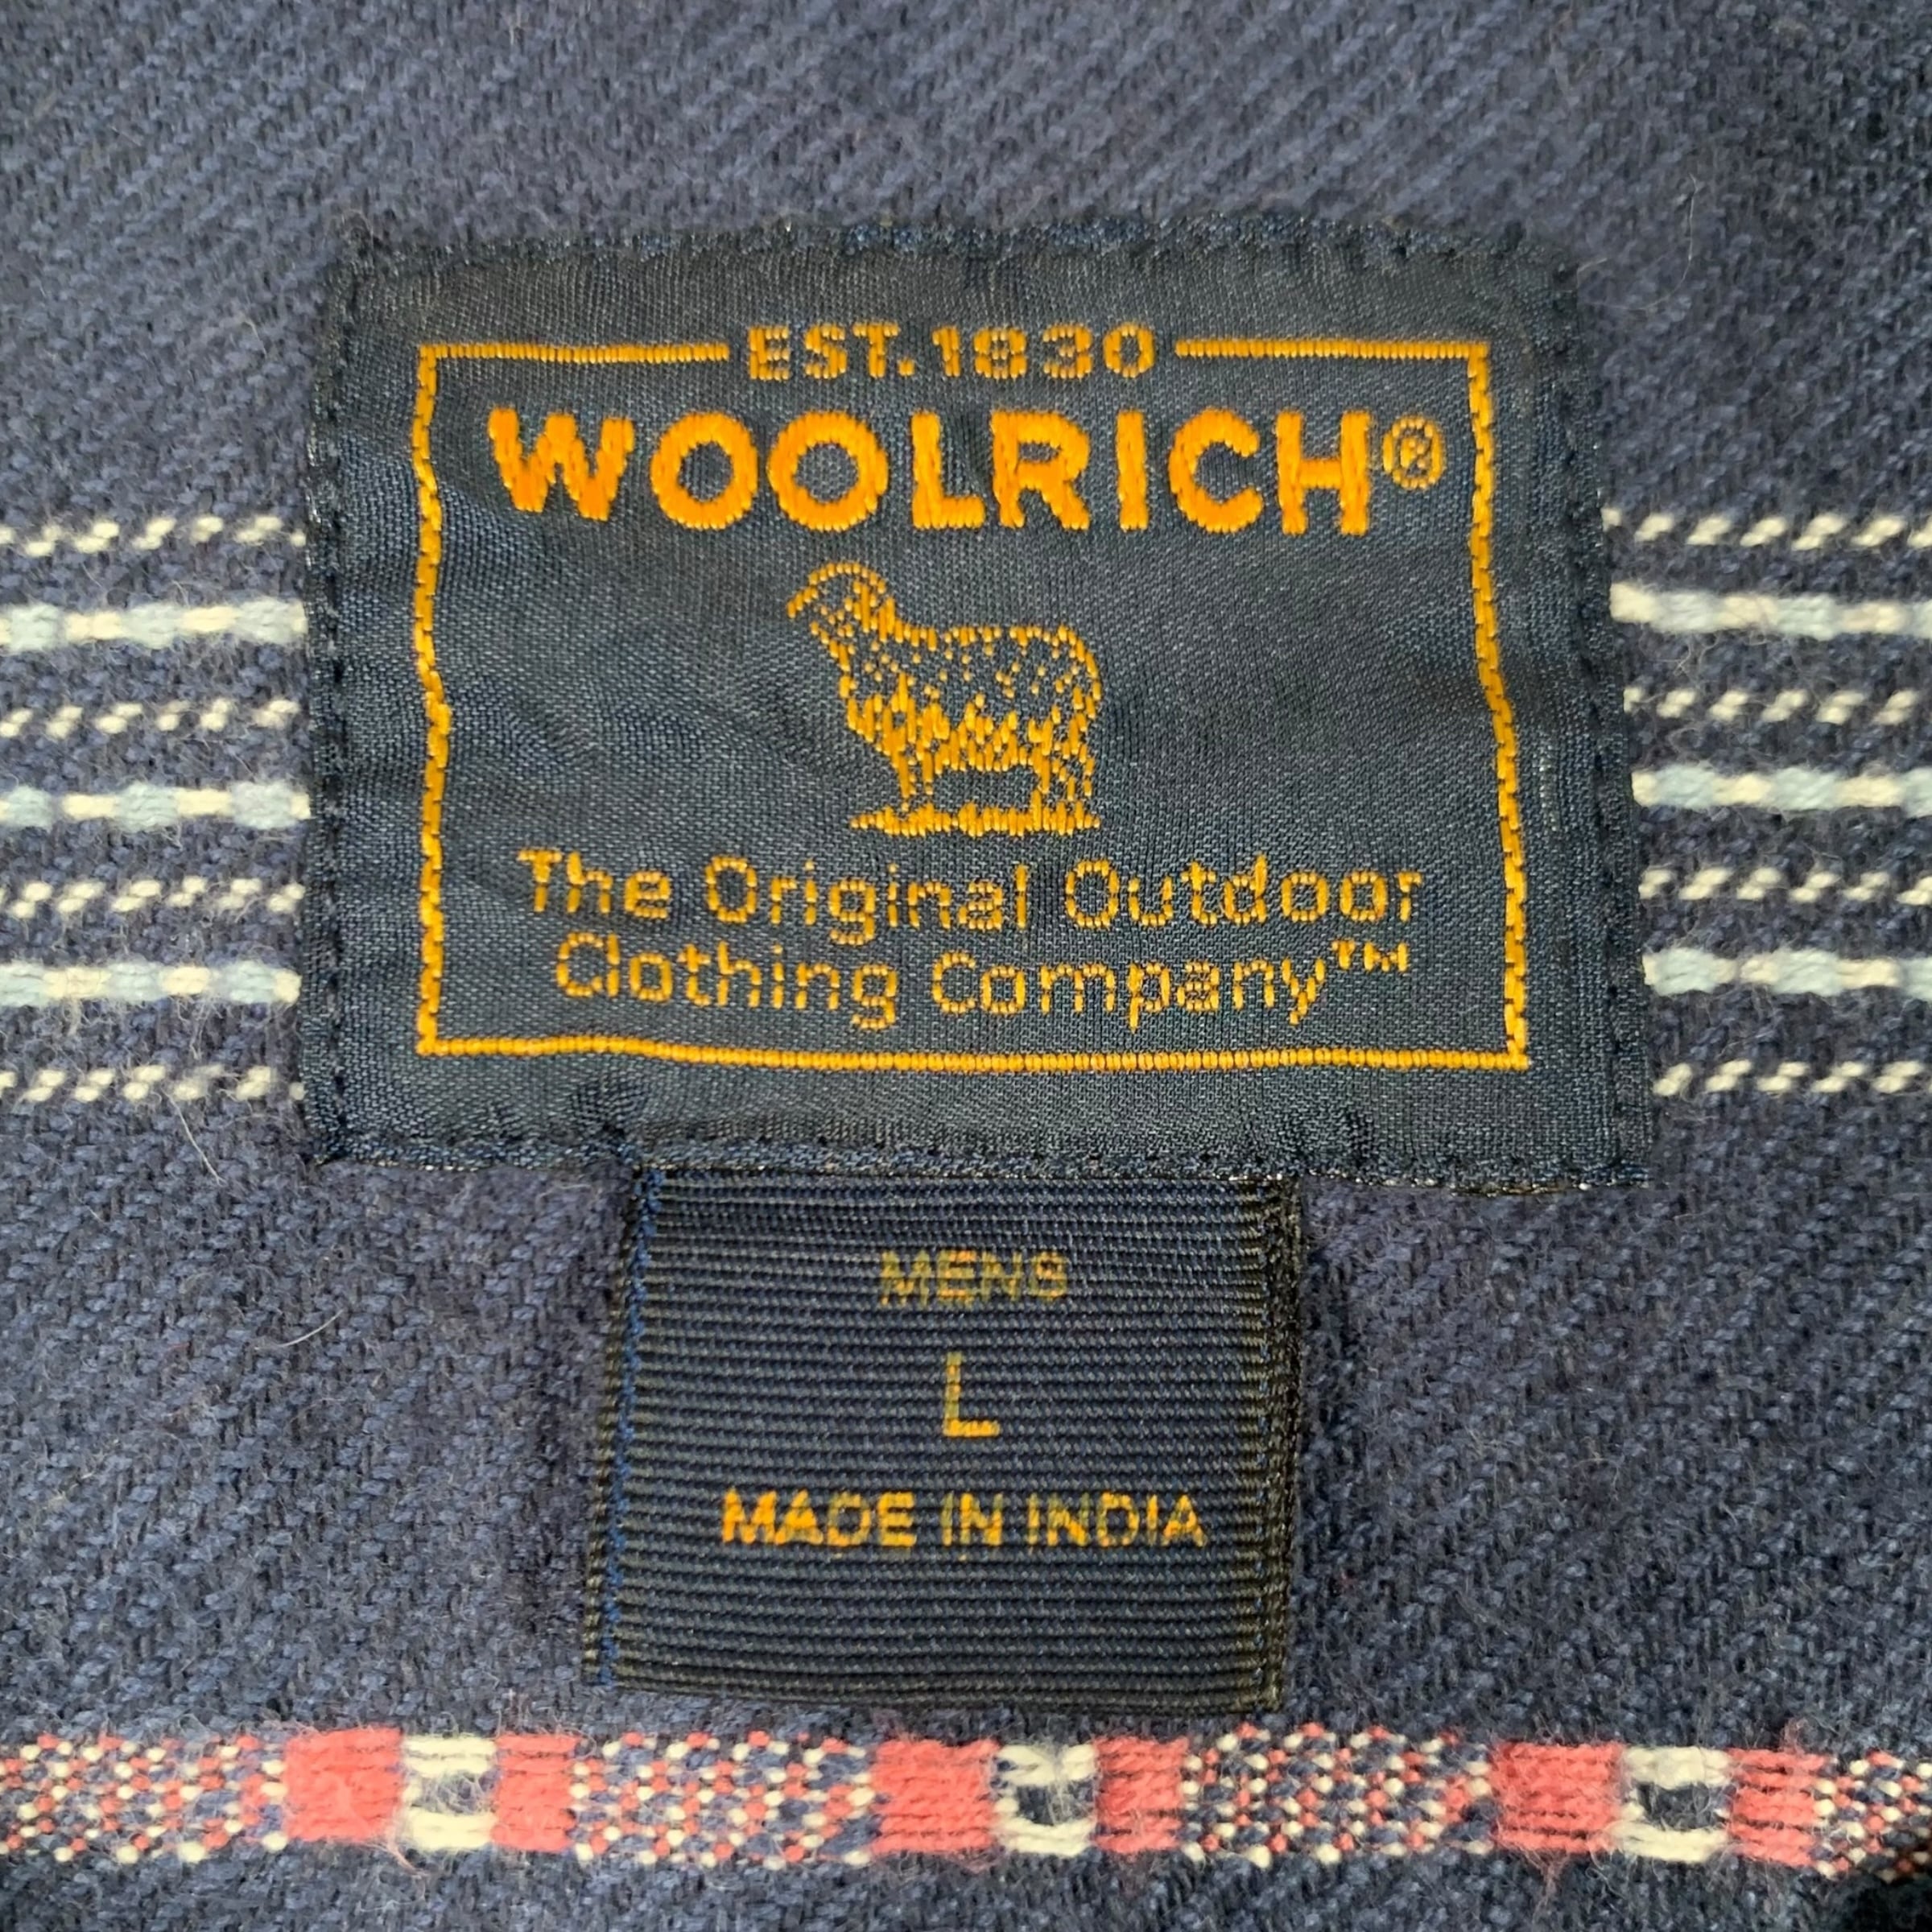 EST. 1830
WOOLRICH®
The Original Outdoor
Clothing Company™
MENS
L
MADE IN INDIA